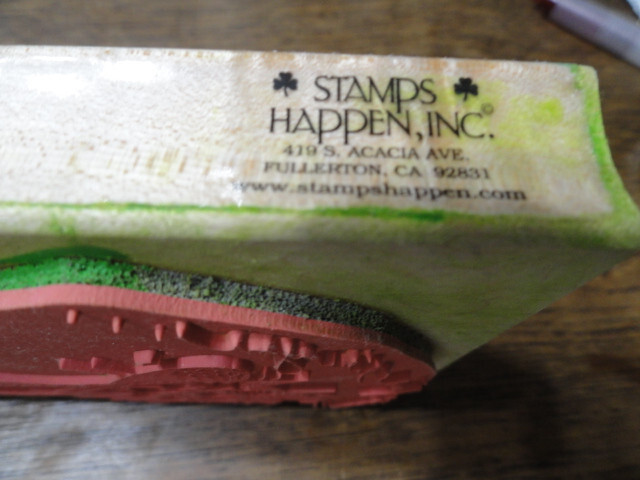 STAMPS
HAPPEN, INC.©
419 S. ACACIA AVE.
FULLERTON, CA 92831
www.stampshappen.com